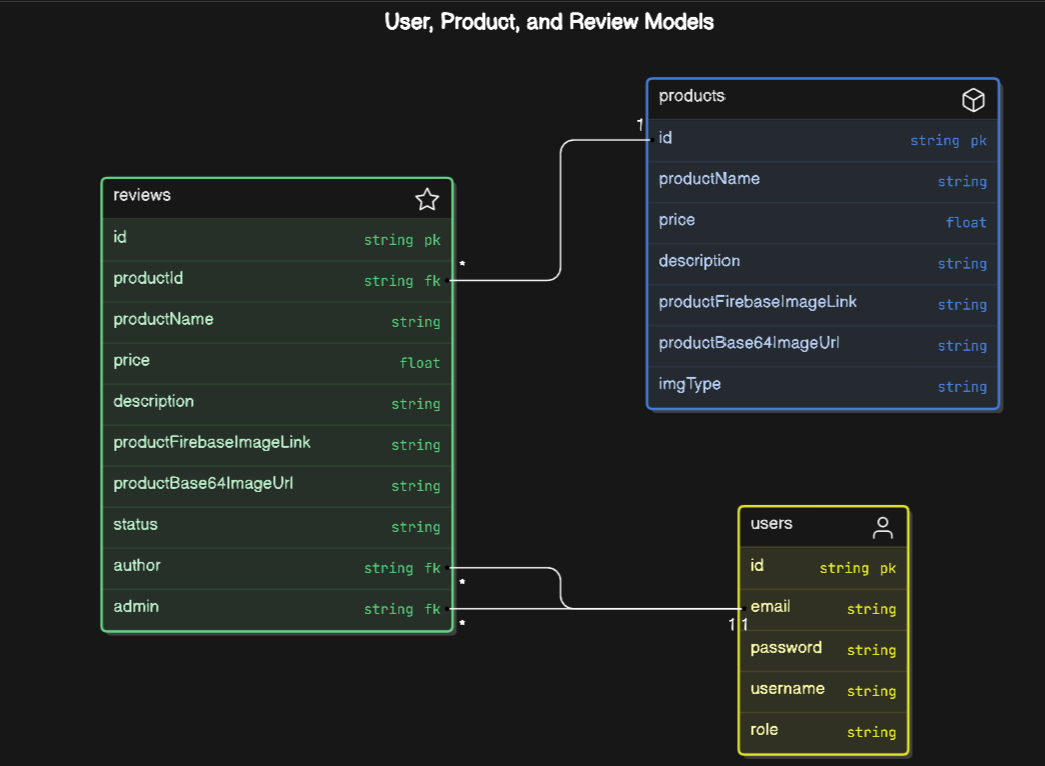 User, Product, and Review Models
products
1
id string pk
productName string
price float
description string
productFirebaseImageLink string
productBase64ImageUrl string
imgType string
reviews
id string pk
*
productId string fk
productName string
price float
description string
productFirebaseImageLink string
productBase64ImageUrl string
status string
author string fk
*
admin string fk
*
users
id string pk
email string
1 1
password string
username string
role string